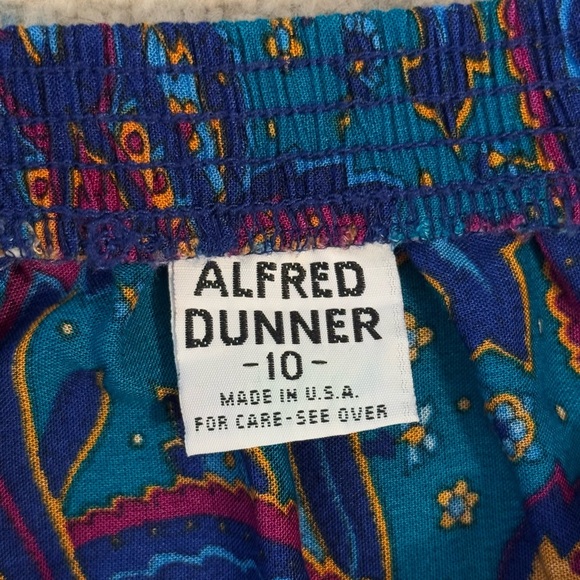 ALFRED
DUNNER
-10-
MADE IN U.S.A.
FOR CARE-SEE OVER